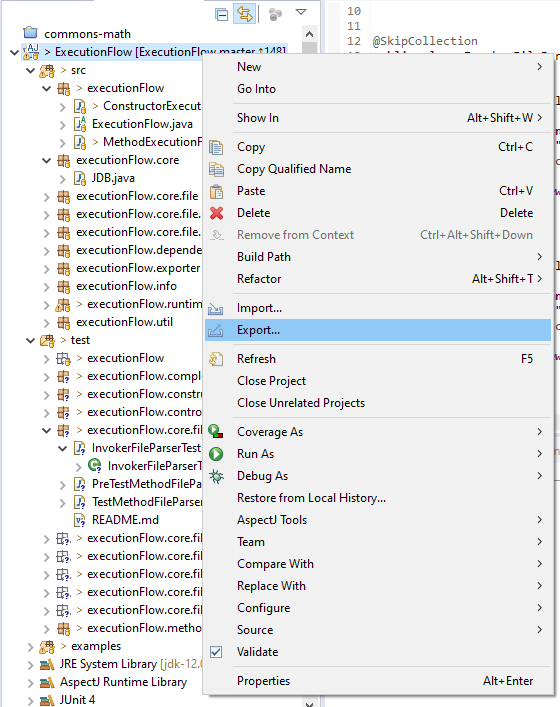 commons-math
> ExecutionFlow [ExecutionFlow master ↑148]
> src
> executionFlow
> ConstructorExecut
ExecutionFlow.java
> MethodExecutionF
executionFlow.core
JDB.java
executionFlow.core.file
executionFlow.core.file.
executionFlow.core.file.
executionFlow.depende
executionFlow.exporter
executionFlow.info
> executionFlow.runtim
executionFlow.util
> test
> executionFlow
> executionFlow.comple
> executionFlow.constru
> executionFlow.contro
> executionFlow.core.fil
InvokerFileParserTest
InvokerFileParserT
> PreTestMethodFilePa
> TestMethodFileParser
README.md
> executionFlow.core.fil
> executionFlow.core.fil
> executionFlow.core.fil
> executionFlow.core.fil
> executionFlow.metho
> examples
JRE System Library [jdk-12.0
AspectJ Runtime Library
JUnit 4
New
Go Into
Show In Alt+Shift+W
Copy Ctrl+C
Copy Qualified Name
Paste Ctrl+V
Delete Delete
Remove from Context Ctrl+Alt+Shift+Down
Build Path
Refactor Alt+Shift+T
Import...
Export...
Refresh F5
Close Project
Close Unrelated Projects
Coverage As
Run As
Debug As
Restore from Local History...
AspectJ Tools
Team
Compare With
Replace With
Configure
Source
Validate
Properties Alt+Enter
10
11
12 @SkipCollection